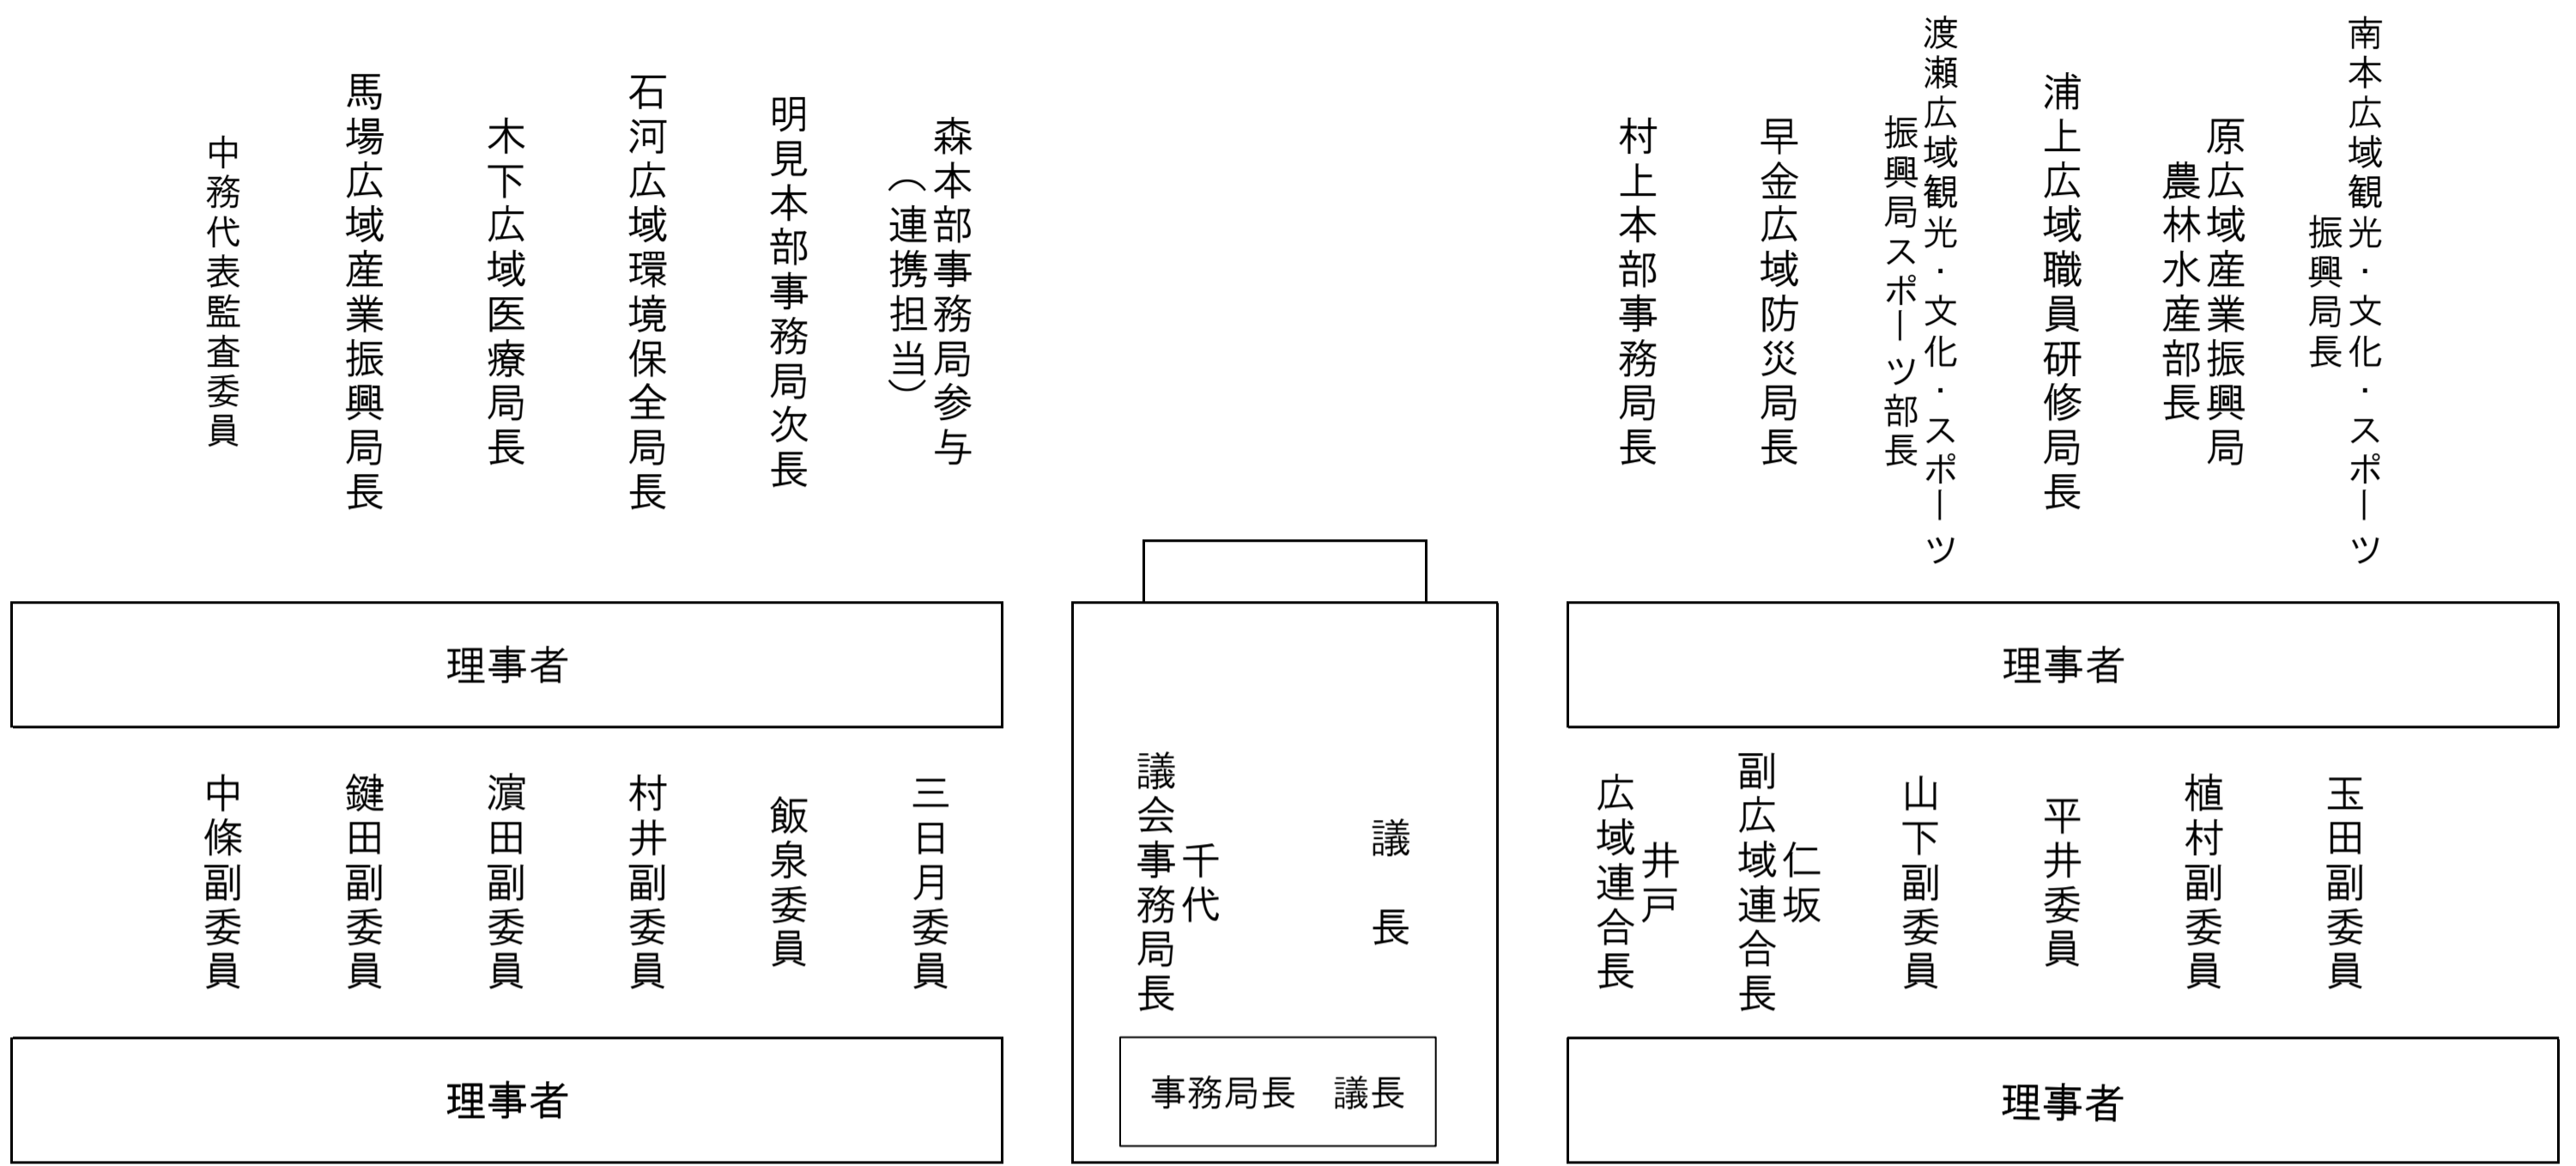 中務代表監査委員
馬場広域産業振興局長
木下広域医療局長
石河広域環境保全局長
明見本部事務局次長
森本部事務局参与
（連携担当）
村上本部事務局長
早金広域防災局長
渡瀬広域観光・文化・スポーツ
振興局スポーツ部長
浦上広域職員研修局長
原広域産業振興局
農林水産部長
南本広域観光・文化・スポーツ
振興局長
理事者
理事者
中條副委員
鍵田副委員
濵田副委員
村井副委員
飯泉委員
三日月委員
千代
議会事務局長
議　長
井戸
広域連合長
仁坂
副広域連合長
山下副委員
平井委員
植村副委員
玉田副委員
理事者
事務局長　議長
理事者